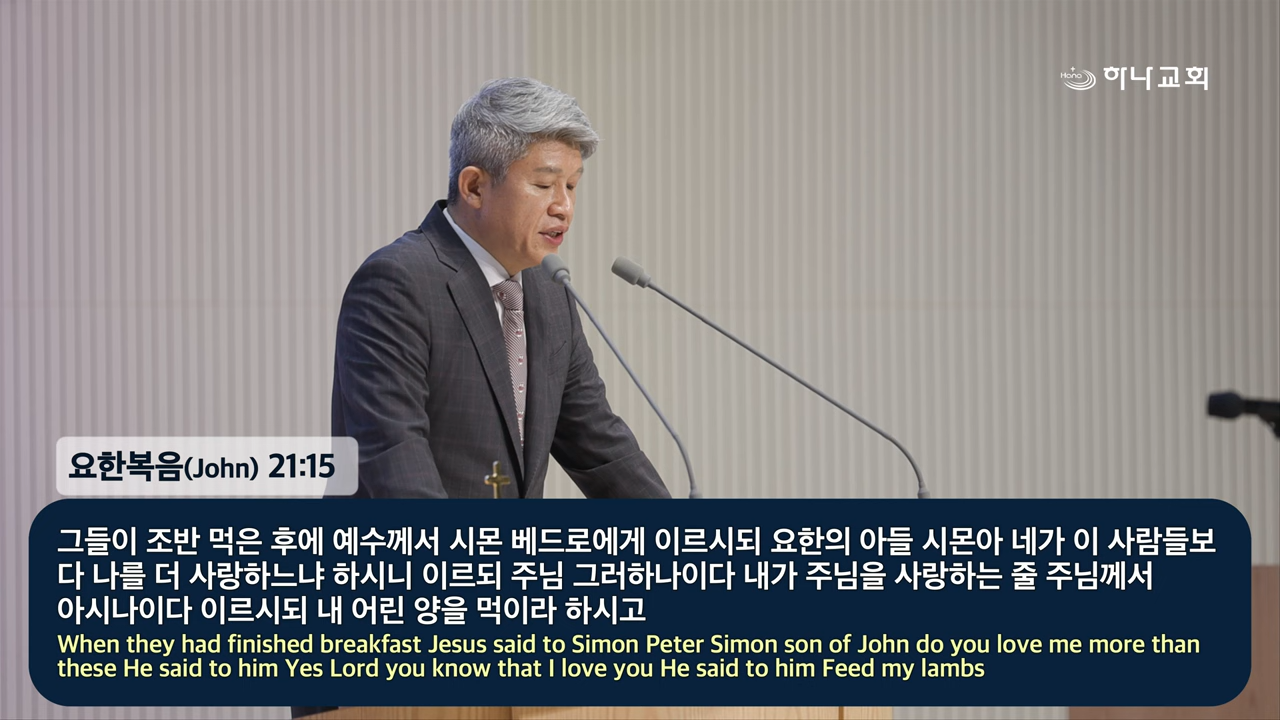 Hana 하나교회
요한복음(John) 21:15
그들이 조반 먹은 후에 예수께서 시몬 베드로에게 이르시되 요한의 아들 시몬아 네가 이 사람들보
다 나를 더 사랑하느냐 하시니 이르되 주님 그러하나이다 내가 주님을 사랑하는 줄 주님께서
아시나이다 이르시되 내 어린 양을 먹이라 하시고
When they had finished breakfast Jesus said to Simon Peter Simon son of John do you love me more than
these He said to him Yes Lord you know that I love you He said to him Feed my lambs